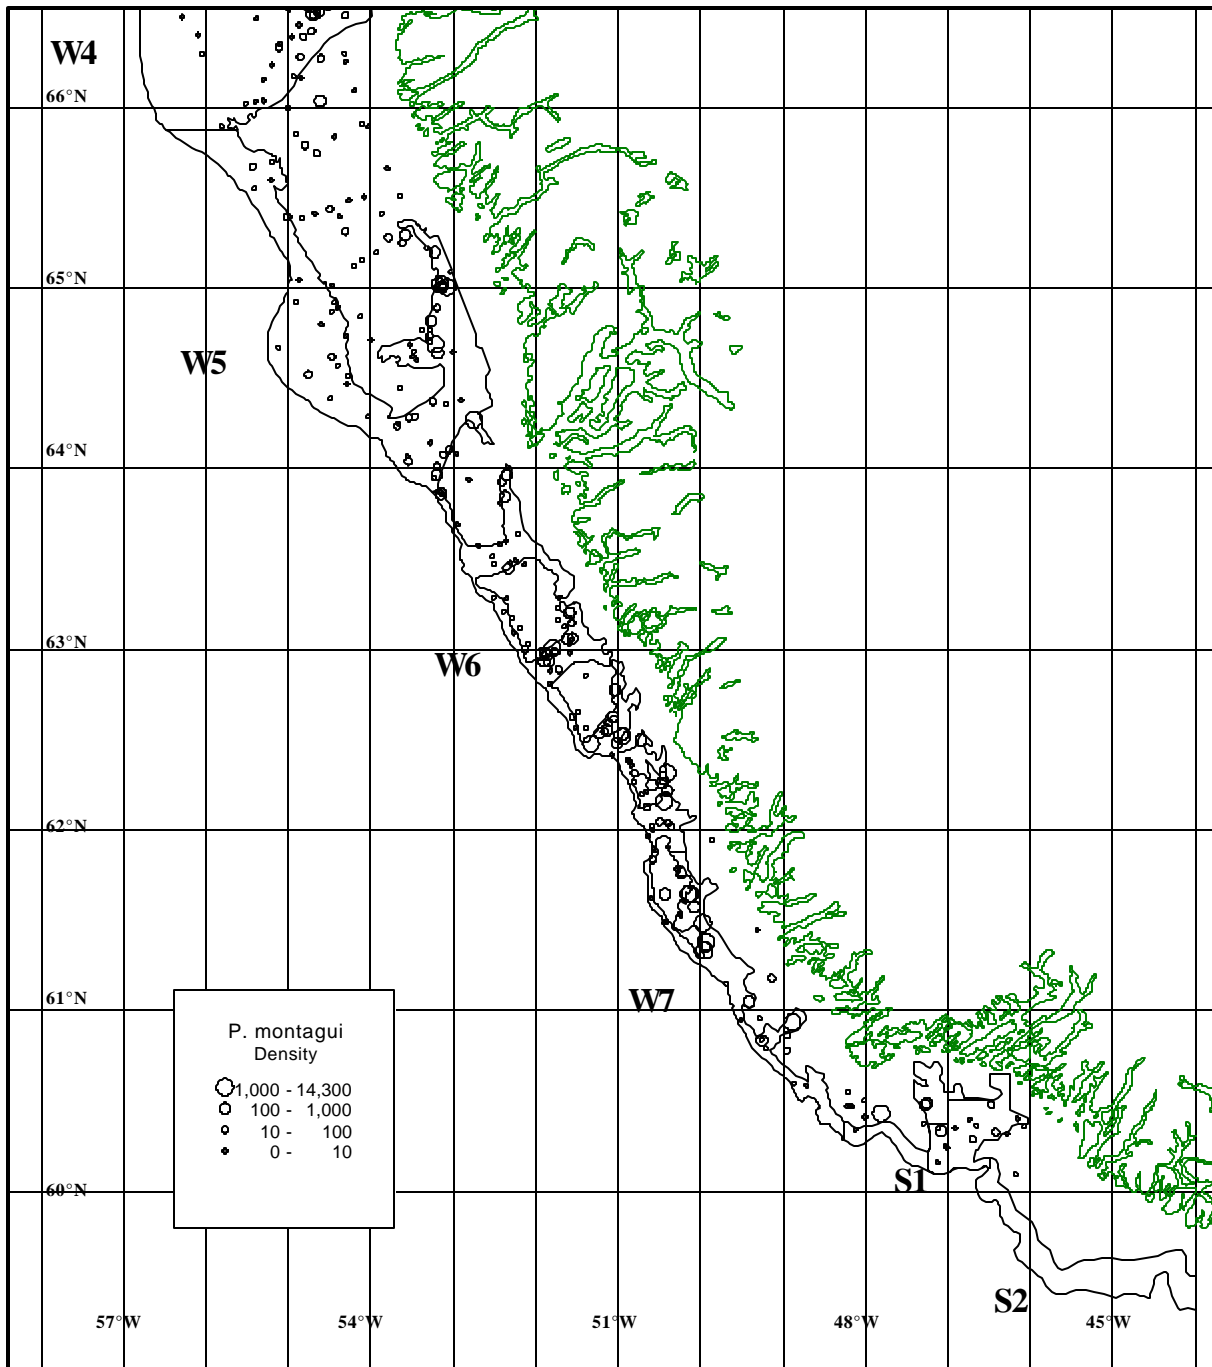 W4
66°N
65°N
W5
64°N
63°N
W6
62°N
61°N
W7
P. montagui
Density
1,000 - 14,300
100 - 1,000
10 - 100
0 - 10
60°N
S1
S2
57°W 54°W 51°W 48°W 45°W